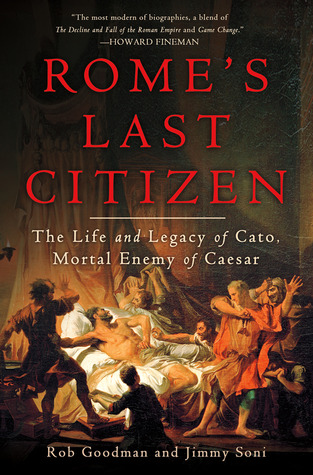 "The most modern of biographies, a blend of
The Decline and Fall of the Roman Empire and Game Change."
—HOWARD FINEMAN
ROME'S
LAST
CITIZEN
The Life and Legacy of Cato,
Mortal Enemy of Caesar
Rob Goodman and Jimmy Soni